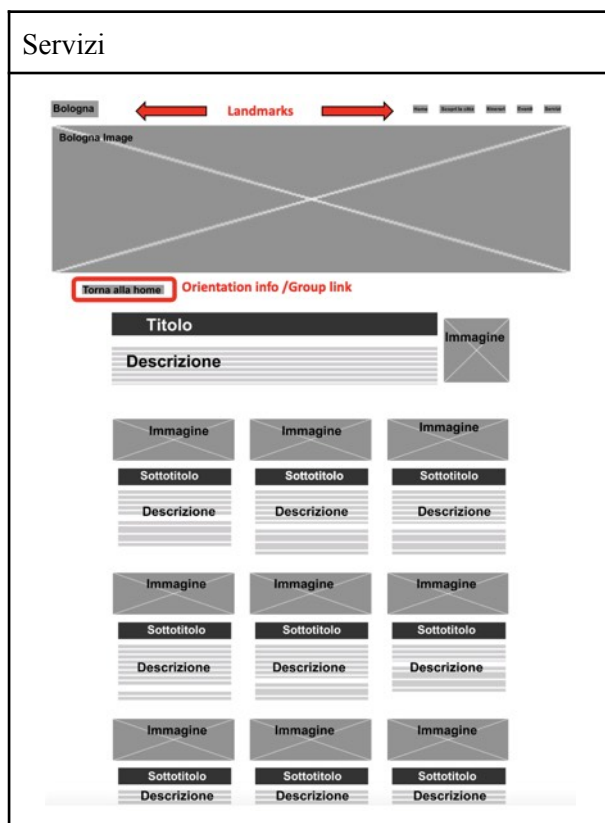 Servizi
Bologna Landmarks Home Scopri la città Itinerari Eventi Servizi
Bologna Image
Torna alla home Orientation info /Group link
Titolo
Immagine
Descrizione
Immagine Immagine Immagine
Sottotitolo Sottotitolo Sottotitolo
Descrizione Descrizione Descrizione
Immagine Immagine Immagine
Sottotitolo Sottotitolo Sottotitolo
Descrizione Descrizione Descrizione
Immagine Immagine Immagine
Sottotitolo Sottotitolo Sottotitolo
Descrizione Descrizione Descrizione